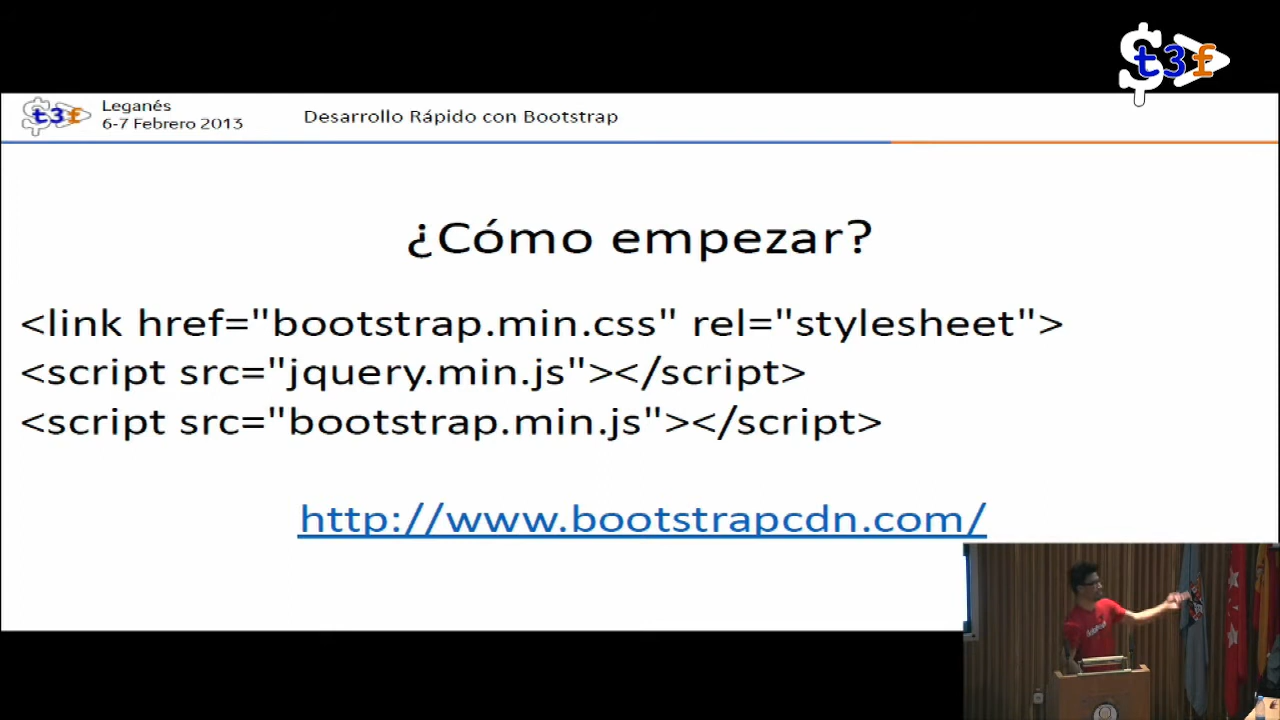 t3f
t3f
Leganés
6-7 Febrero 2013
Desarrollo Rápido con Bootstrap
¿Cómo empezar?
<link href="bootstrap.min.css" rel="stylesheet">
<script src="jquery.min.js"></script>
<script src="bootstrap.min.js"></script>
http://www.bootstrapcdn.com/